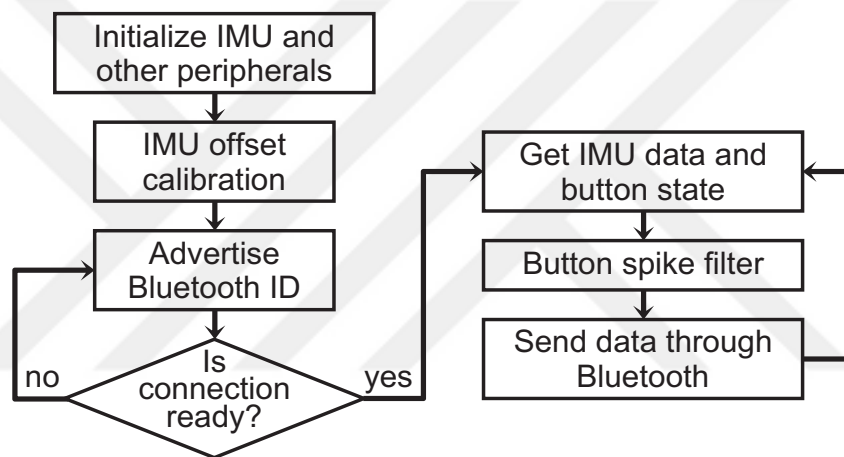 Initialize IMU and
other peripherals
IMU offset
calibration
Advertise
Bluetooth ID
Is
connection
ready?
no
yes
Get IMU data and
button state
Button spike filter
Send data through
Bluetooth